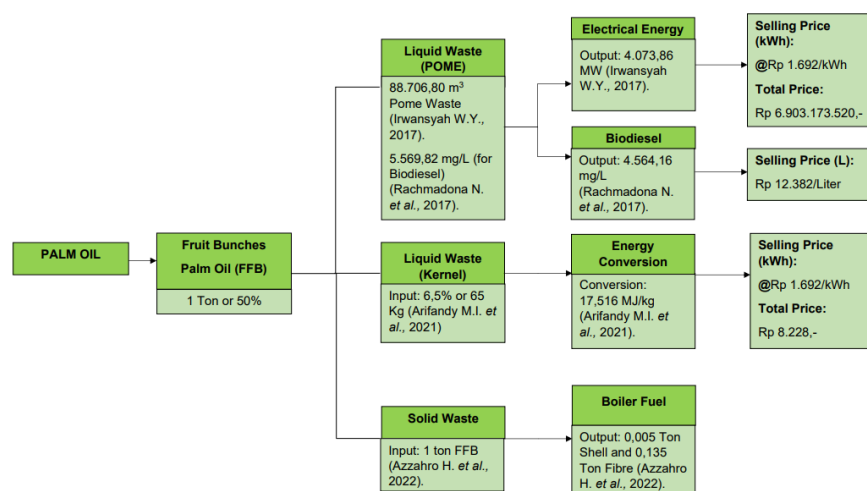 PALM OIL
Fruit Bunches
Palm Oil (FFB)
1 Ton or 50%
Liquid Waste
(POME)
88.706,80 m³
Pome Waste
(Irwansyah W.Y.,
2017).
5.569,82 mg/L (for
Biodiesel)
(Rachmadona N.
et al., 2017).
Electrical Energy
Output: 4.073,86
MW (Irwansyah
W.Y., 2017).
Selling Price
(kWh):
@Rp 1.692/kWh
Total Price:
Rp 6.903.173.520,-
Biodiesel
Output: 4.564,16
mg/L
(Rachmadona N.
et al., 2017).
Selling Price (L):
Rp 12.382/Liter
Liquid Waste
(Kernel)
Input: 6,5% or 65
Kg (Arifandy M.I. et
al., 2021)
Energy
Conversion
Conversion:
17,516 MJ/kg
(Arifandy M.I. et
al., 2021).
Selling Price
(kWh):
@Rp 1.692/kWh
Total Price:
Rp 8.228,-
Solid Waste
Input: 1 ton FFB
(Azzahro H. et al.,
2022).
Boiler Fuel
Output: 0,005 Ton
Shell and 0,135
Ton Fibre (Azzahro
H. et al., 2022).